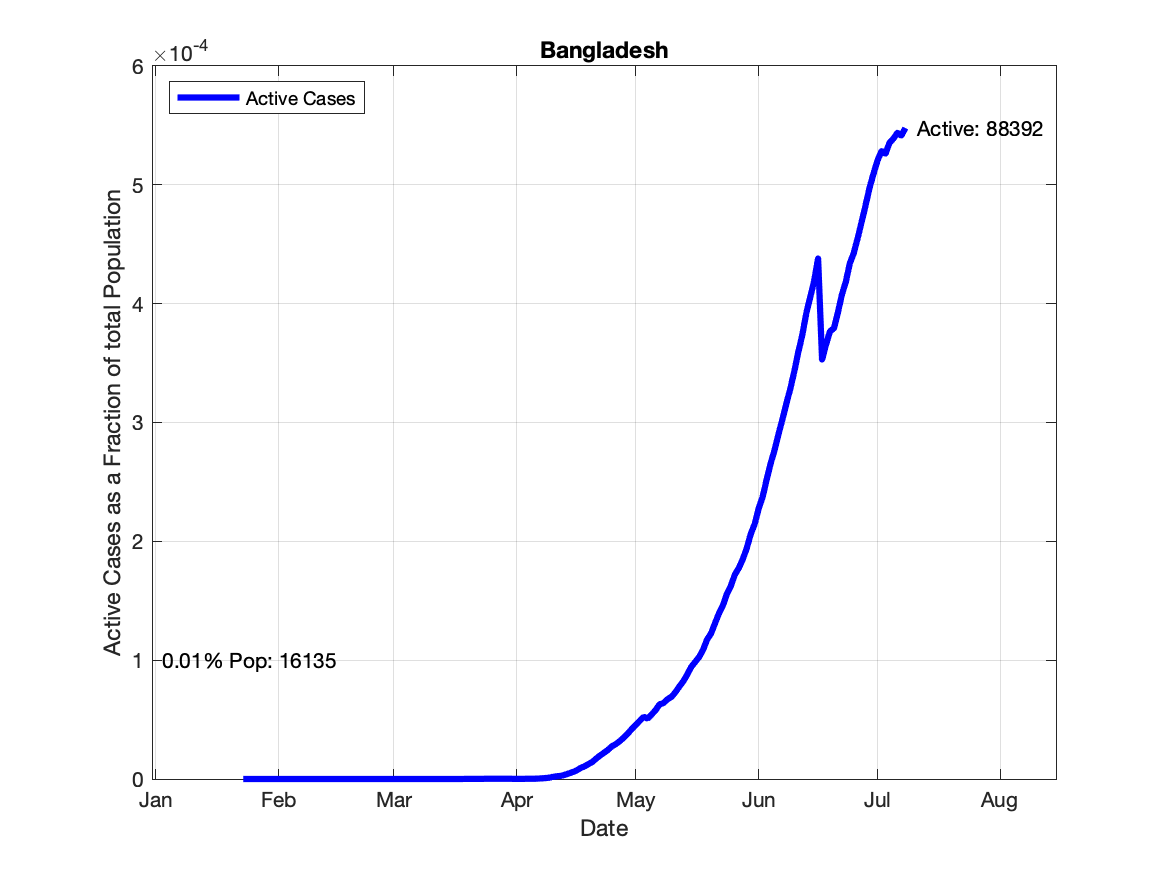 Bangladesh
×10-4
Active Cases
Active: 88392
0.01% Pop: 16135
6
5
4
3
2
1
0
Active Cases as a Fraction of total Population
Jan Feb Mar Apr May Jun Jul Aug
Date